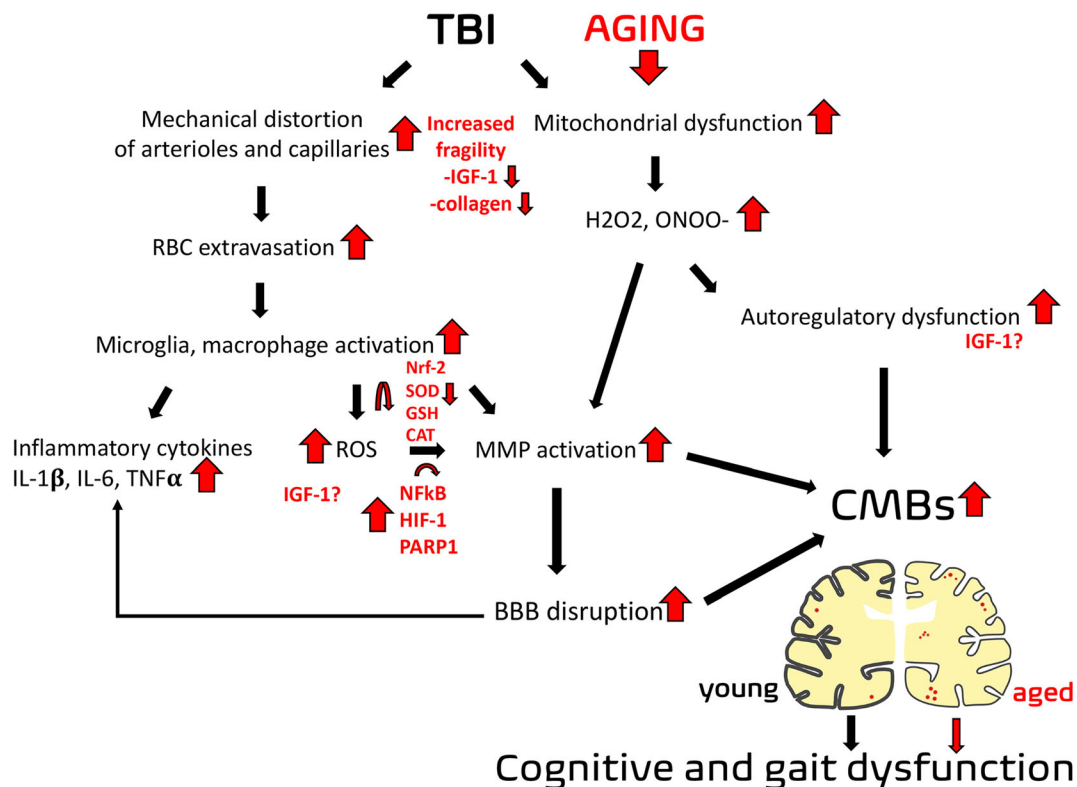 TBI
AGING
Mechanical distortion
of arterioles and capillaries
Increased
fragility
-IGF-1
-collagen
Mitochondrial dysfunction
H2O2, ONOO-
RBC extravasation
Autoregulatory dysfunction
IGF-1?
Microglia, macrophage activation
Nrf-2
SOD
GSH
CAT
Inflammatory cytokines
IL-1β, IL-6, TNFα
ROS
IGF-1?
MMP activation
NFkB
HIF-1
PARP1
CMBs
BBB disruption
young
aged
Cognitive and gait dysfunction